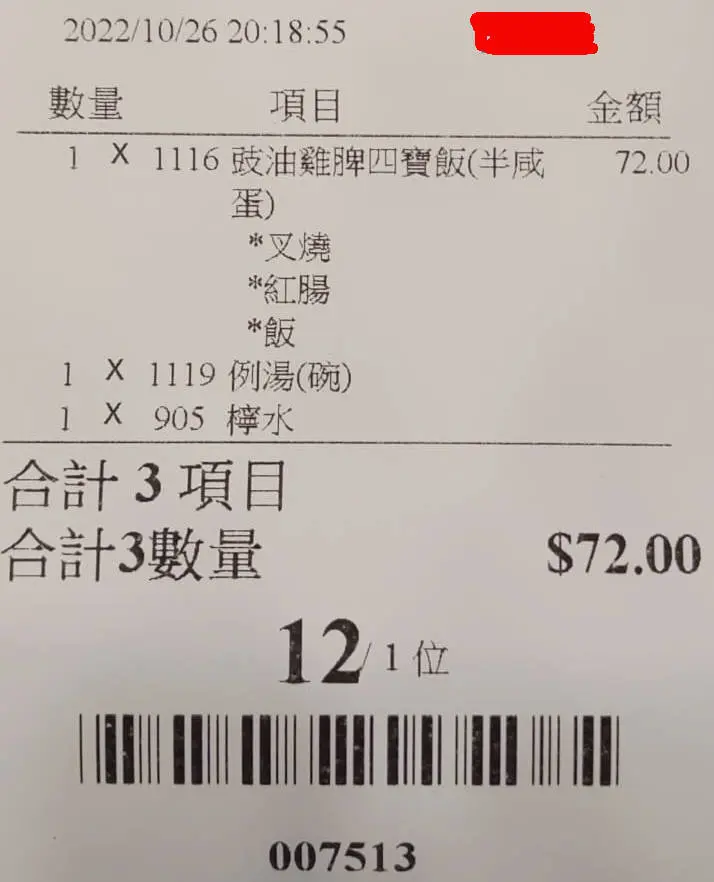 2022/10/26 20:18:55
數量 項目 金額
1 X 1116 豉油雞脾四寶飯(半咸 72.00
蛋)
*叉燒
*紅腸
*飯
1 X 1119 例湯(碗)
1 X 905 檸水
合計 3 項目
合計3數量 $72.00
12/ 1 位
007513